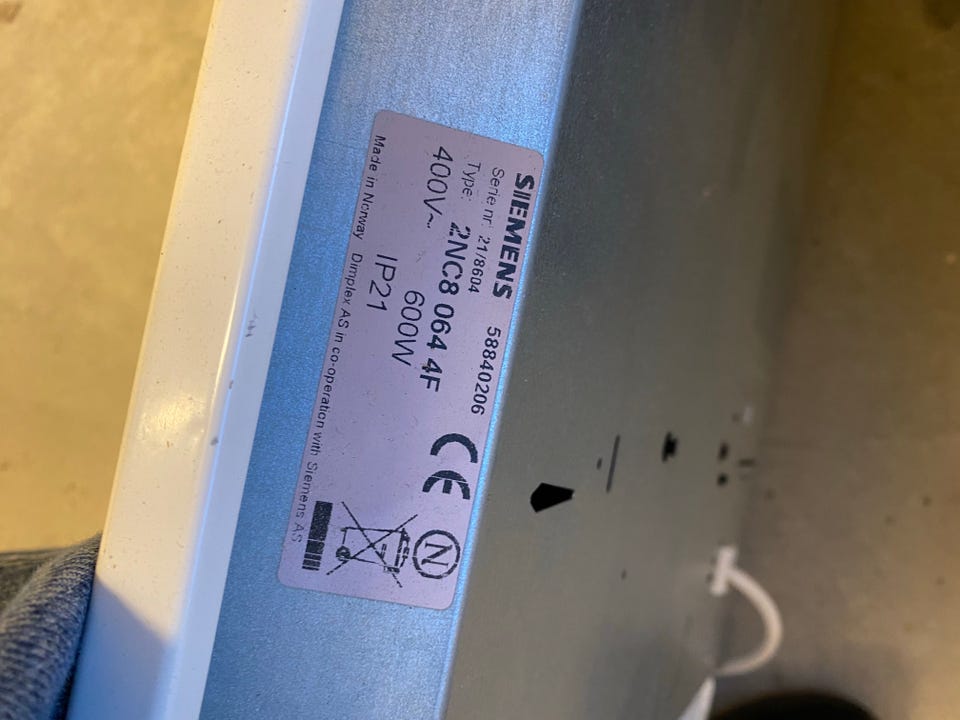 SIEMENS 58840206
Serie nr: 21/8604
Type: 2NC8 064 4F
400V~ 600W
IP21
Made in Norway Dimplex AS in co-operation with Siemens AS
CE
N